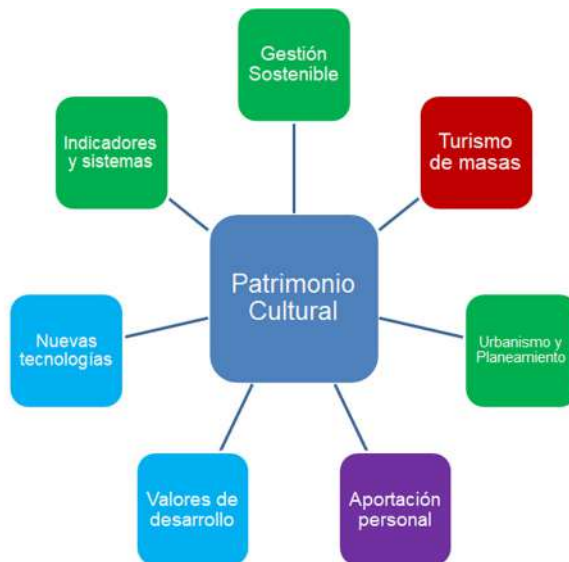 Gestión
Sostenible
Indicadores
y sistemas
Turismo
de masas
Patrimonio
Cultural
Nuevas
tecnologías
Urbanismo y
Planeamiento
Valores de
desarrollo
Aportación
personal